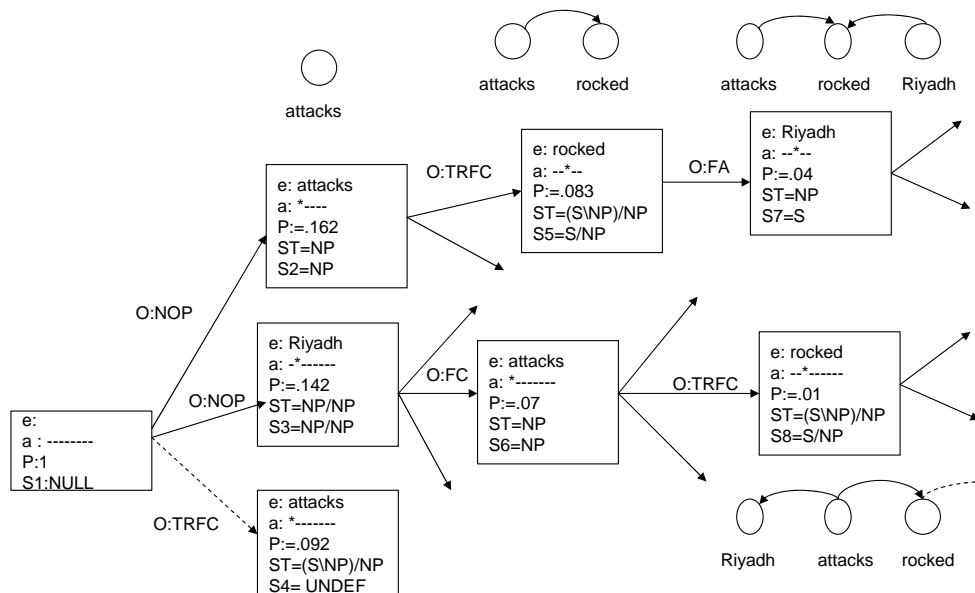 attacks
rocked
attacks
rocked
Riyadh
attacks
e: attacks
a: *----
P:=.162
ST=NP
S2=NP
O:TRFC
e: rocked
a: --*--
P:=.083
ST=(S\NP)/NP
S5=S/NP
O:FA
e: Riyadh
a: --*--
P:=.04
ST=NP
S7=S
O:NOP
e: Riyadh
a: -*------
P:=.142
ST=NP/NP
S3=NP/NP
O:FC
e: attacks
a: *-------
P:=.07
ST=NP
S6=NP
O:TRFC
e: rocked
a: --*------
P:=.01
ST=(S\NP)/NP
S8=S/NP
O:NOP
e:
a : --------
P:1
S1:NULL
O:TRFC
e: attacks
a: *-------
P:=.092
ST=(S\NP)/NP
S4= UNDEF
Riyadh
attacks
rocked